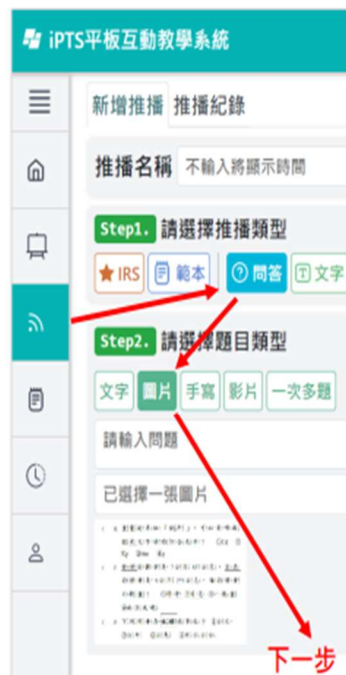 iPTS平板互動教學系統
新增推播 推播紀錄
推播名稱 不輸入將顯示時間
Step1. 請選擇推播類型
IRS 範本 問答 文字
Step2. 請選擇題目類型
文字 圖片 手寫 影片 一次多題
請輸入問題
已選擇一張圖片
下一步